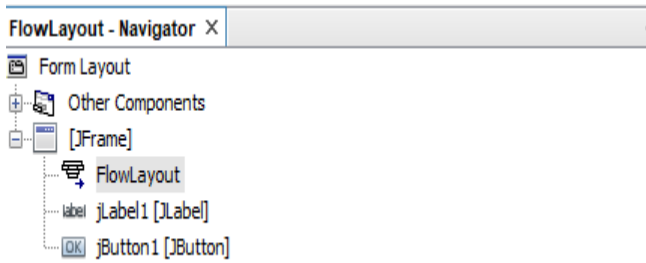 FlowLayout - Navigator ×
Form Layout
Other Components
[JFrame]
FlowLayout
label jLabel1 [JLabel]
OK jButton1 [JButton]